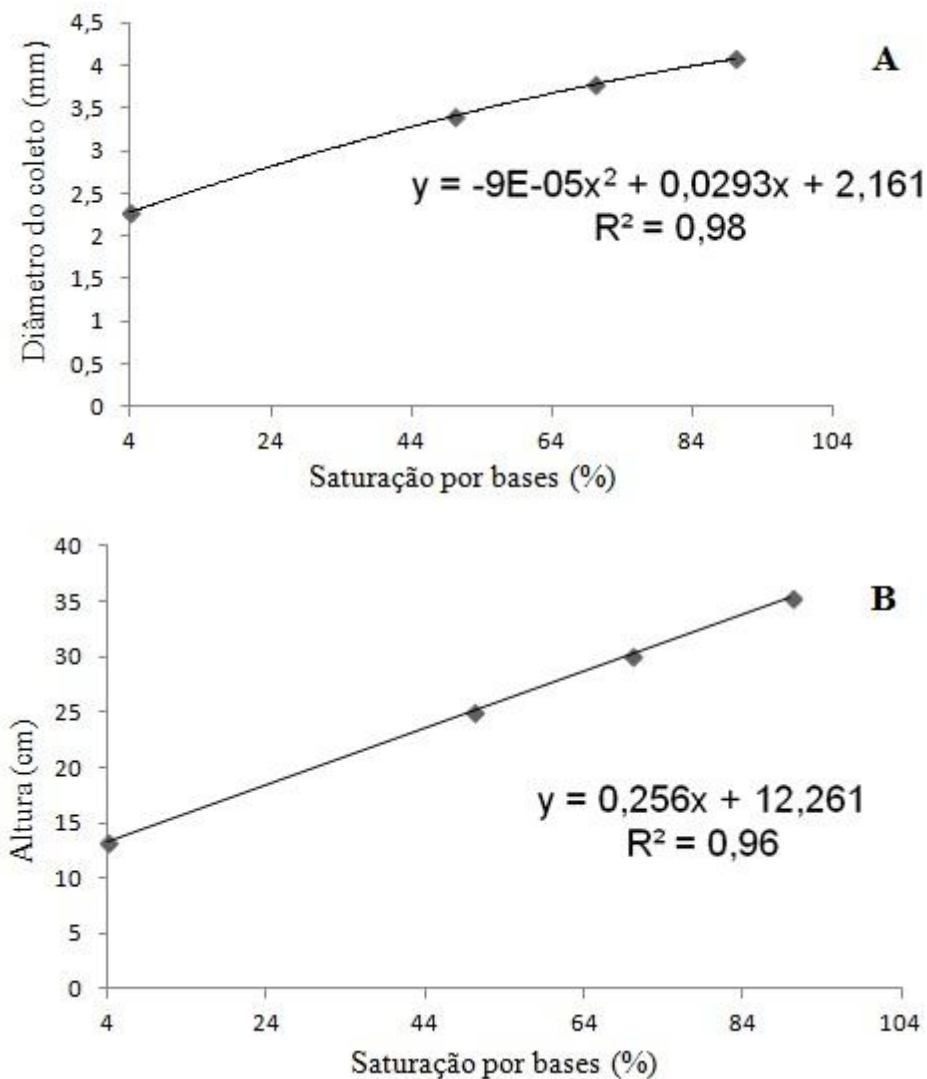 4,5
4
3,5
3
2,5
2
1,5
1
0,5
0
Diâmetro do coleto (mm)
A
y = -9E-05x² + 0,0293x + 2,161
R² = 0,98
4 24 44 64 84 104
Saturação por bases (%)
40
35
30
25
20
15
10
5
0
Altura (cm)
B
y = 0,256x + 12,261
R² = 0,96
4 24 44 64 84 104
Saturação por bases (%)